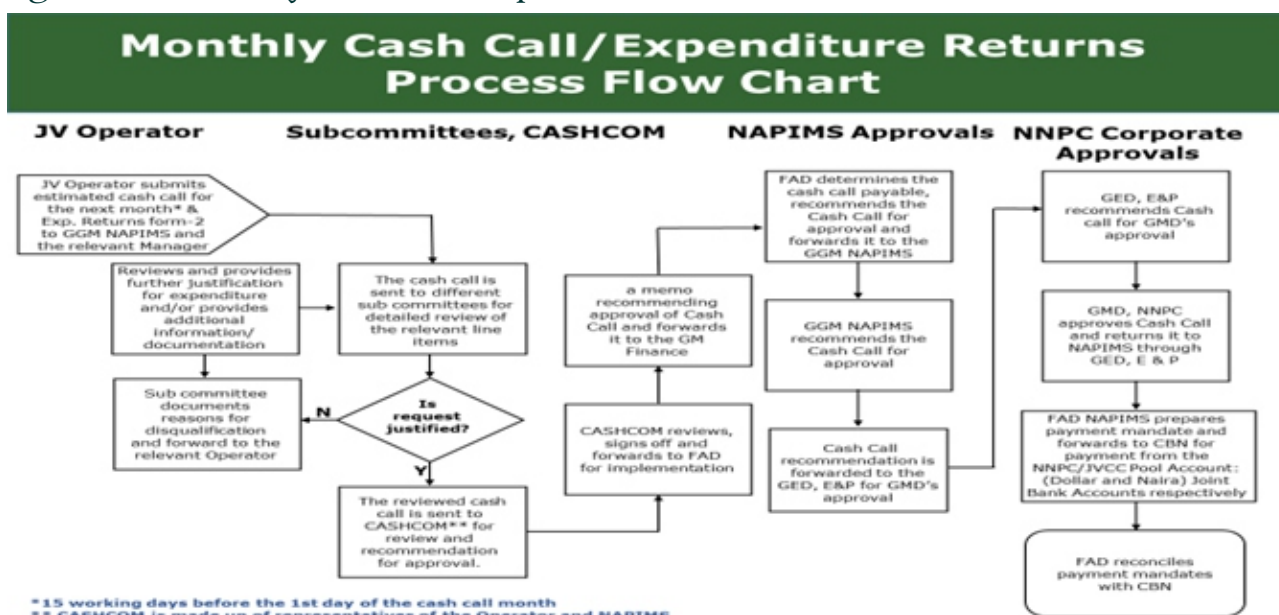 Monthly Cash Call/Expenditure Returns
Process Flow Chart
JV Operator
Subcommittees, CASHCOM
NAPIMS Approvals
NNPC Corporate
Approvals
JV Operator submits
estimated cash call for
the next month* &
Exp. Returns form-2
to GGM NAPIMS and
the relevant Manager
Reviews and provides
further justification
for expenditure
and/or provides
additional
information/
documentation
Sub committee
documents
reasons for
disqualification
and forward to the
relevant Operator
The cash call is
sent to different
sub committees for
detailed review of
the relevant line
items
N
Is
request
justified?
Y
The reviewed cash
call is sent to
CASHCOM** for
review and
recommendation
for approval.
a memo
recommending
approval of Cash
Call and forwards
it to the GM
Finance
CASHCOM reviews,
signs off and
forwards to FAD
for implementation
FAD determines the
cash call payable,
recommends the
Cash Call for
approval and
forwards it to the
GGM NAPIMS
GGM NAPIMS
recommends the
Cash Call for
approval
Cash Call
recommendation is
forwarded to the
GED, E&P for GMD's
approval
GED, E&P
recommends Cash
call for GMD's
approval
GMD, NNPC
approves Cash Call
and returns it to
NAPIMS through
GED, E & P
FAD NAPIMS prepares
payment mandate and
forwards to CBN for
payment from the
NNPC/JVCC Pool Account:
(Dollar and Naira) Joint
Bank Accounts respectively
FAD reconciles
payment mandates
with CBN
*15 working days before the 1st day of the cash call month
** CASHCOM is made up of representatives of the Operator and NAPIMS